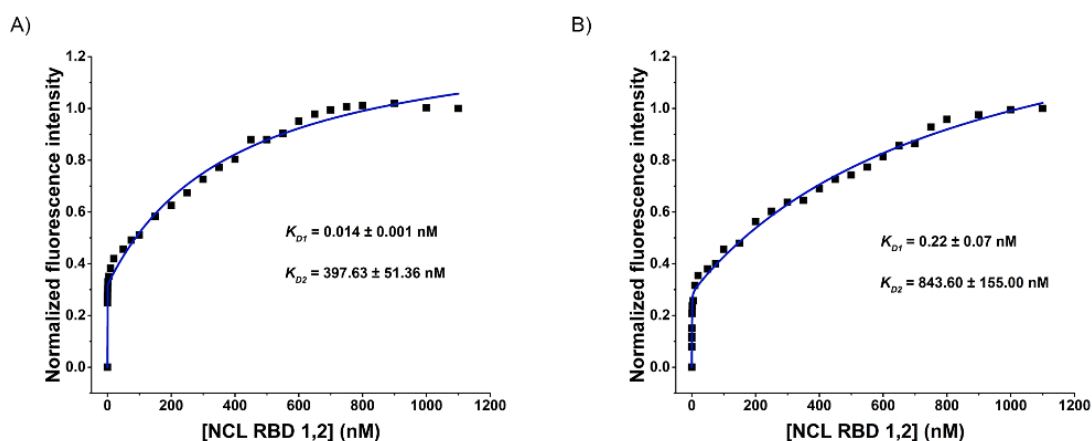 A)
Normalized fluorescence intensity
1.2
1.0
0.8
0.6
0.4
0.2
0.0
K_D1 = 0.014 ± 0.001 nM
K_D2 = 397.63 ± 51.36 nM
0 200 400 600 800 1000 1200
[NCL RBD 1,2] (nM)
B)
Normalized fluorescence intensity
1.2
1.0
0.8
0.6
0.4
0.2
0.0
K_D1 = 0.22 ± 0.07 nM
K_D2 = 843.60 ± 155.00 nM
0 200 400 600 800 1000 1200
[NCL RBD 1,2] (nM)